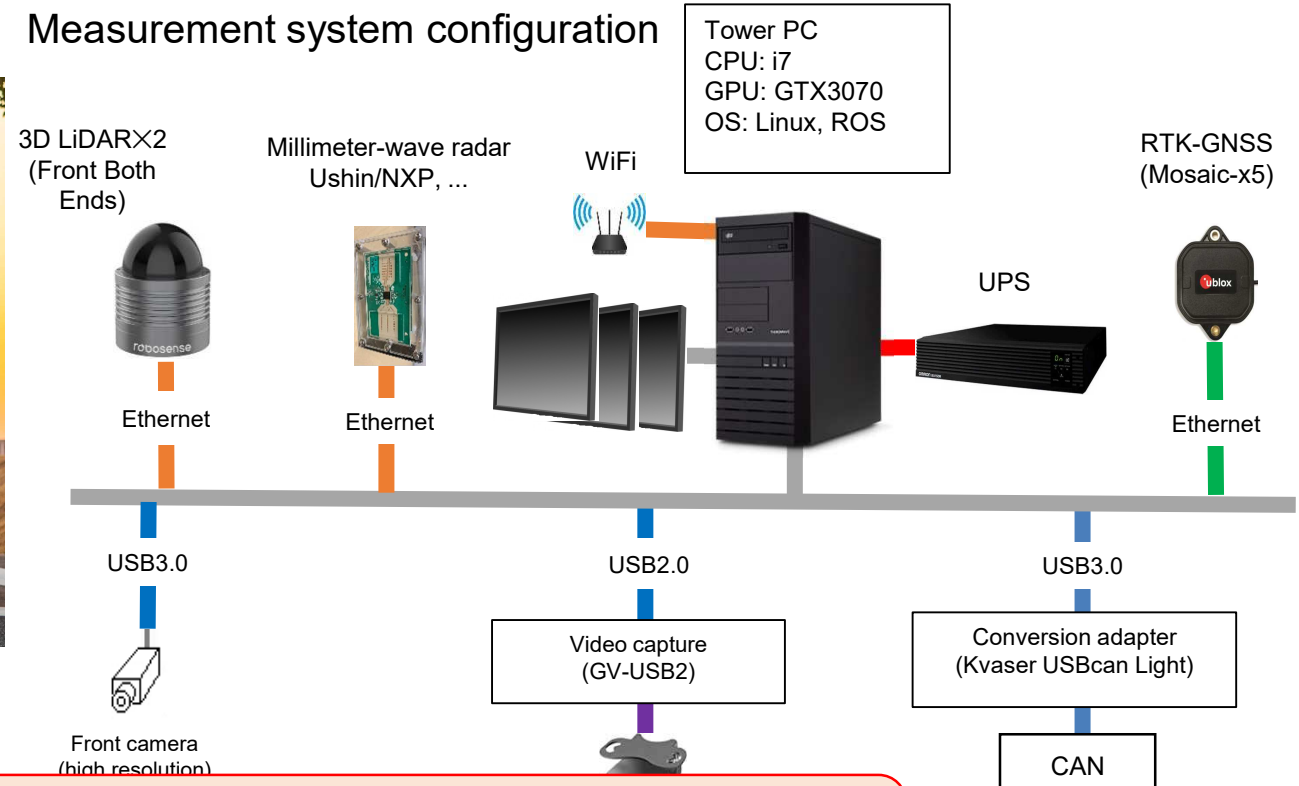 Measurement system configuration
Tower PC
CPU: i7
GPU: GTX3070
OS: Linux, ROS
3D LiDAR×2
(Front Both
Ends)
Millimeter-wave radar
Ushin/NXP, ...
WiFi
RTK-GNSS
(Mosaic-x5)
UPS
ublox
robosense
Ethernet
Ethernet
Ethernet
USB3.0
USB2.0
USB3.0
Video capture
(GV-USB2)
Conversion adapter
(Kvaser USBcan Light)
Front camera
(high resolution)
CAN